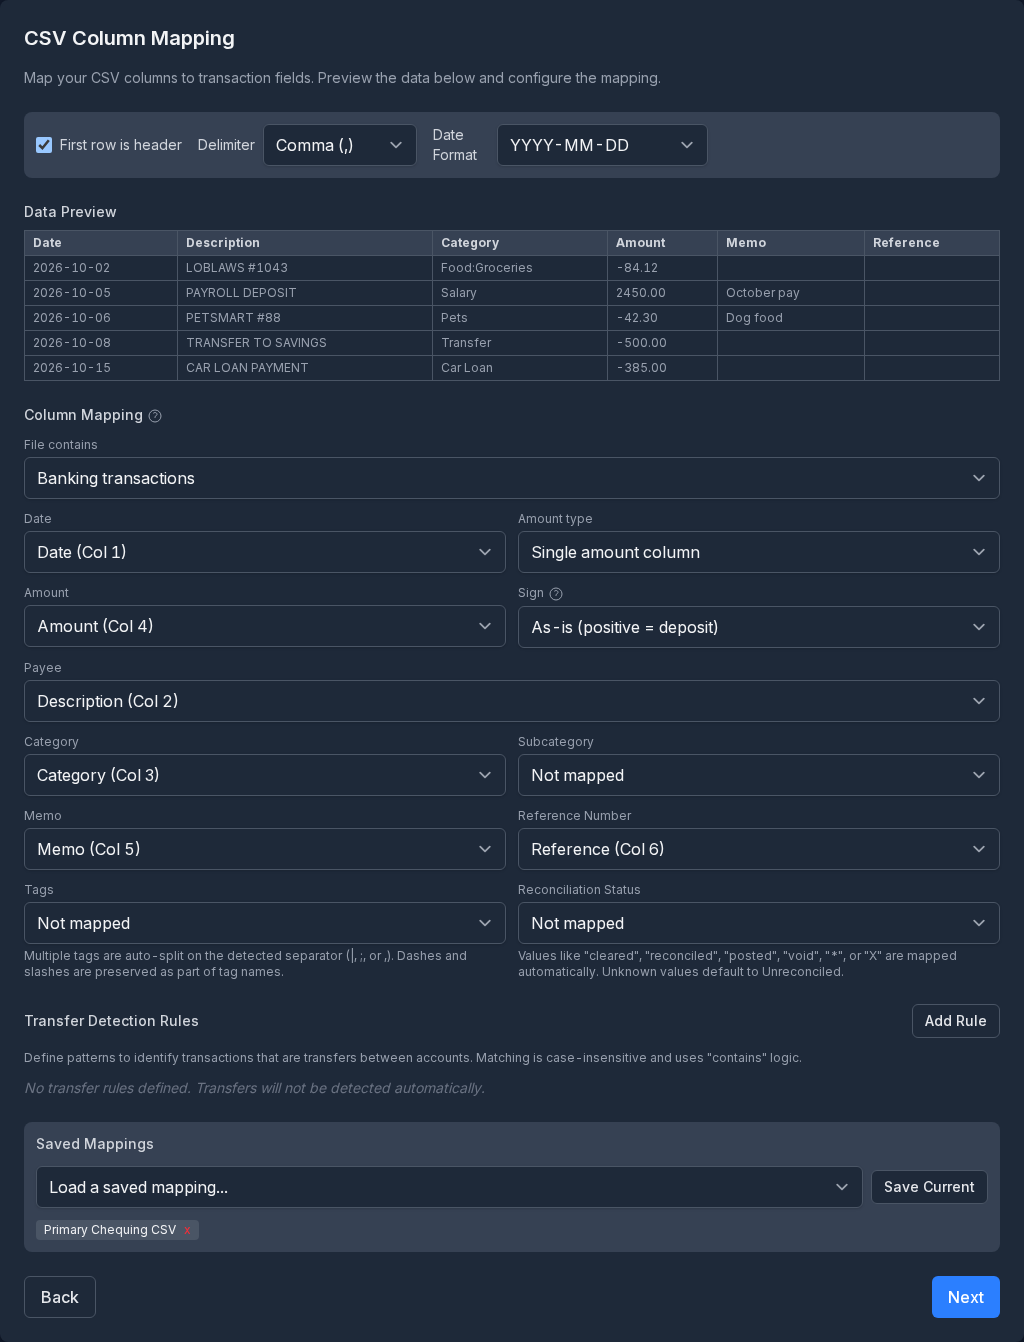 CSV Column Mapping
Map your CSV columns to transaction fields. Preview the data below and configure the mapping.
First row is header Delimiter Comma (,) Date Format YYYY-MM-DD
Data Preview
Date Description Category Amount Memo Reference
2026-10-02 LOBLAWS #1043 Food:Groceries -84.12
2026-10-05 PAYROLL DEPOSIT Salary 2450.00 October pay
2026-10-06 PETSMART #88 Pets -42.30 Dog food
2026-10-08 TRANSFER TO SAVINGS Transfer -500.00
2026-10-15 CAR LOAN PAYMENT Car Loan -385.00
Column Mapping ?
File contains
Banking transactions
Date Amount type
Date (Col 1) Single amount column
Amount Sign ?
Amount (Col 4) As-is (positive = deposit)
Payee
Description (Col 2)
Category Subcategory
Category (Col 3) Not mapped
Memo Reference Number
Memo (Col 5) Reference (Col 6)
Tags Reconciliation Status
Not mapped Not mapped
Multiple tags are auto-split on the detected separator (|, ;, or ,). Dashes and
slashes are preserved as part of tag names.
Values like "cleared", "reconciled", "posted", "void", "*", or "X" are mapped
automatically. Unknown values default to Unreconciled.
Transfer Detection Rules Add Rule
Define patterns to identify transactions that are transfers between accounts. Matching is case-insensitive and uses "contains" logic.
No transfer rules defined. Transfers will not be detected automatically.
Saved Mappings
Load a saved mapping... Save Current
Primary Chequing CSV x
Back Next